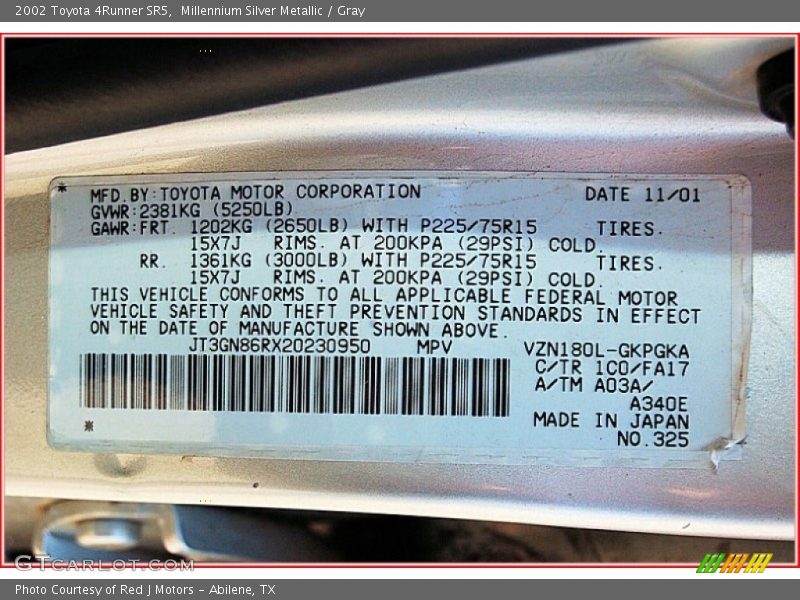 2002 Toyota 4Runner SR5,  Millennium Silver Metallic / Gray
* MFD.BY:TOYOTA MOTOR CORPORATION DATE 11/01
GVWR:2381KG (5250LB)
GAWR:FRT. 1202KG (2650LB) WITH P225/75R15 TIRES.
15X7J RIMS. AT 200KPA (29PSI) COLD.
RR. 1361KG (3000LB) WITH P225/75R15 TIRES.
15X7J RIMS. AT 200KPA (29PSI) COLD.
THIS VEHICLE CONFORMS TO ALL APPLICABLE FEDERAL MOTOR
VEHICLE SAFETY AND THEFT PREVENTION STANDARDS IN EFFECT
ON THE DATE OF MANUFACTURE SHOWN ABOVE.
JT3GN86RX20230950 MPV VZN180L-GKPGKA
C/TR 1C0/FA17
A/TM A03A/
A340E
* MADE IN JAPAN
NO.325
GTCARLOT.COM
Photo Courtesy of Red J Motors - Abilene, TX